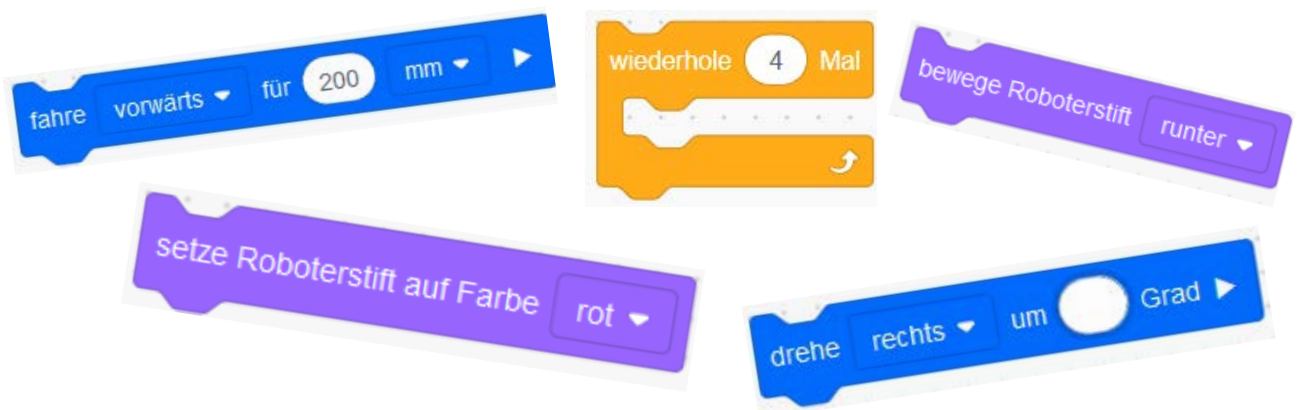 fahre vorwärts für 200 mm
wiederhole 4 Mal
bewege Roboterstift runter
setze Roboterstift auf Farbe rot
drehe rechts um Grad